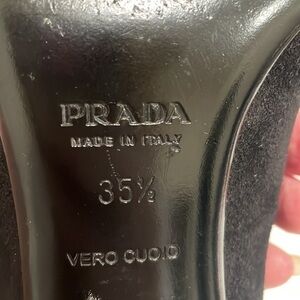 PRADA
MADE IN ITALY
35½
VERO CUOIO